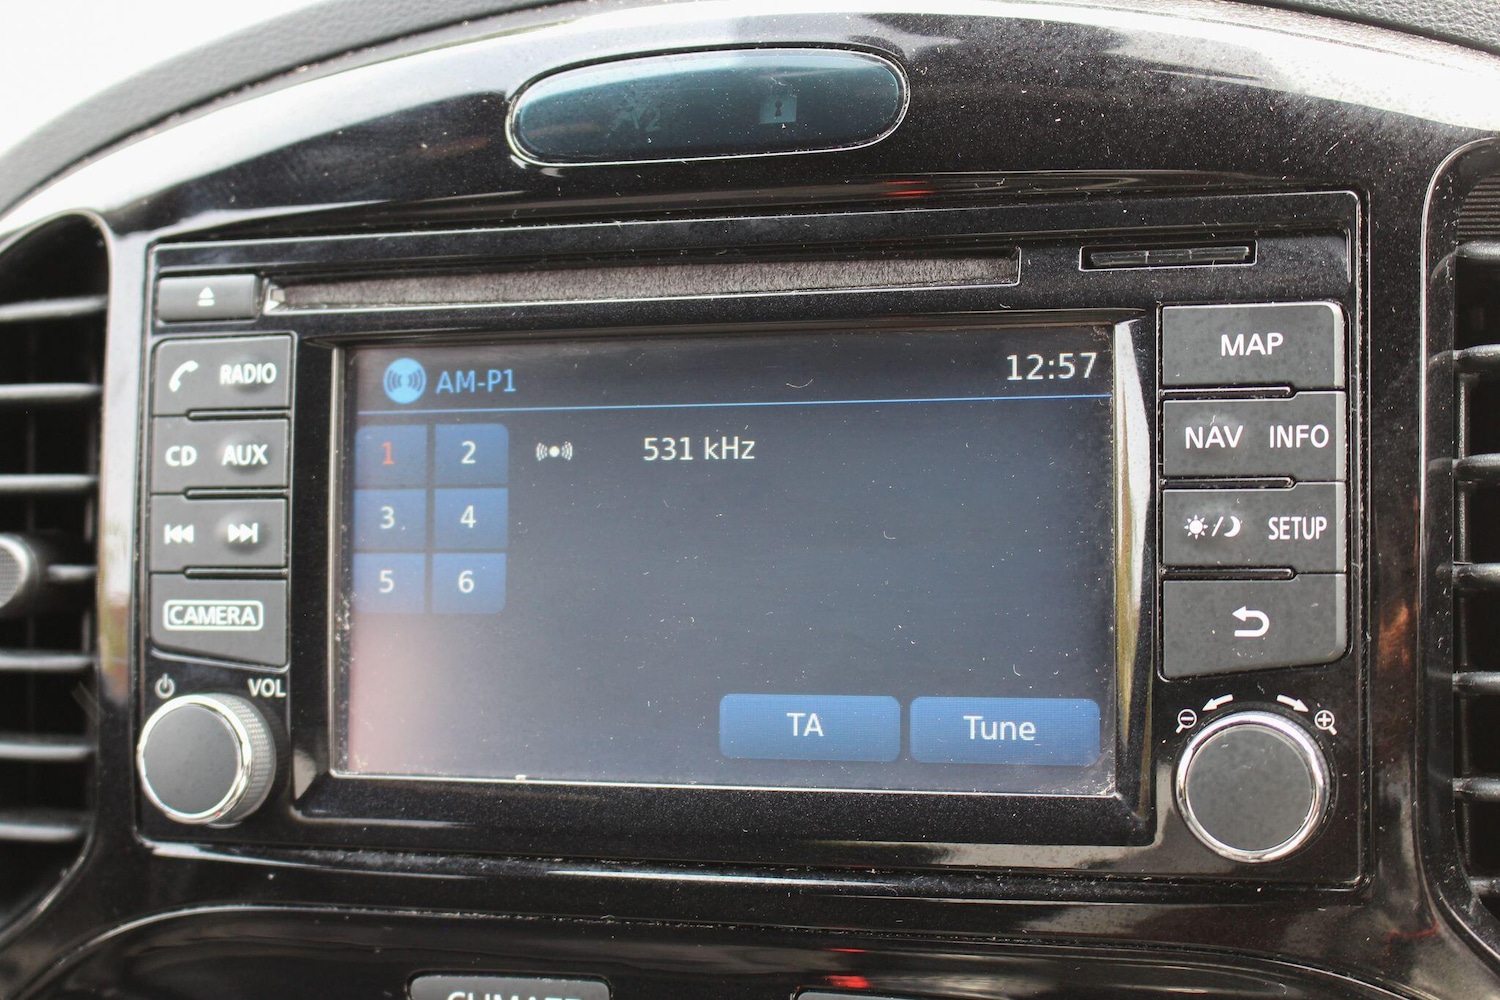 AM-P1
12:57
1 2
531 kHz
3 4
5 6
TA
Tune
RADIO
CD AUX
CAMERA
VOL
MAP
NAV INFO
SETUP
CLIMATE